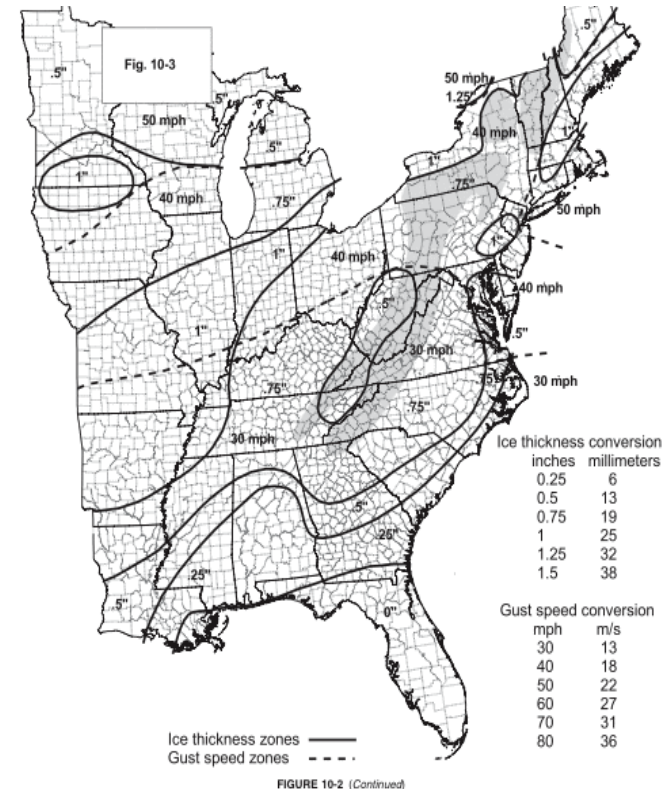 .5"
Fig. 10-3
.5"
50 mph
1.25"
.5"
50 mph
.5"
40 mph
1"
1"
1"
.75"
40 mph
.75"
50 mph
1"
1"
40 mph
.5"
40 mph
1"
.5"
30 mph
.75"
.75"
.75"
30 mph
30 mph
.5"
.25"
.25"
.5"
0"
Ice thickness conversion
inches millimeters
0.25 6
0.5 13
0.75 19
1 25
1.25 32
1.5 38
Gust speed conversion
mph m/s
30 13
40 18
50 22
60 27
70 31
80 36
Ice thickness zones
Gust speed zones
FIGURE 10-2 (Continued)